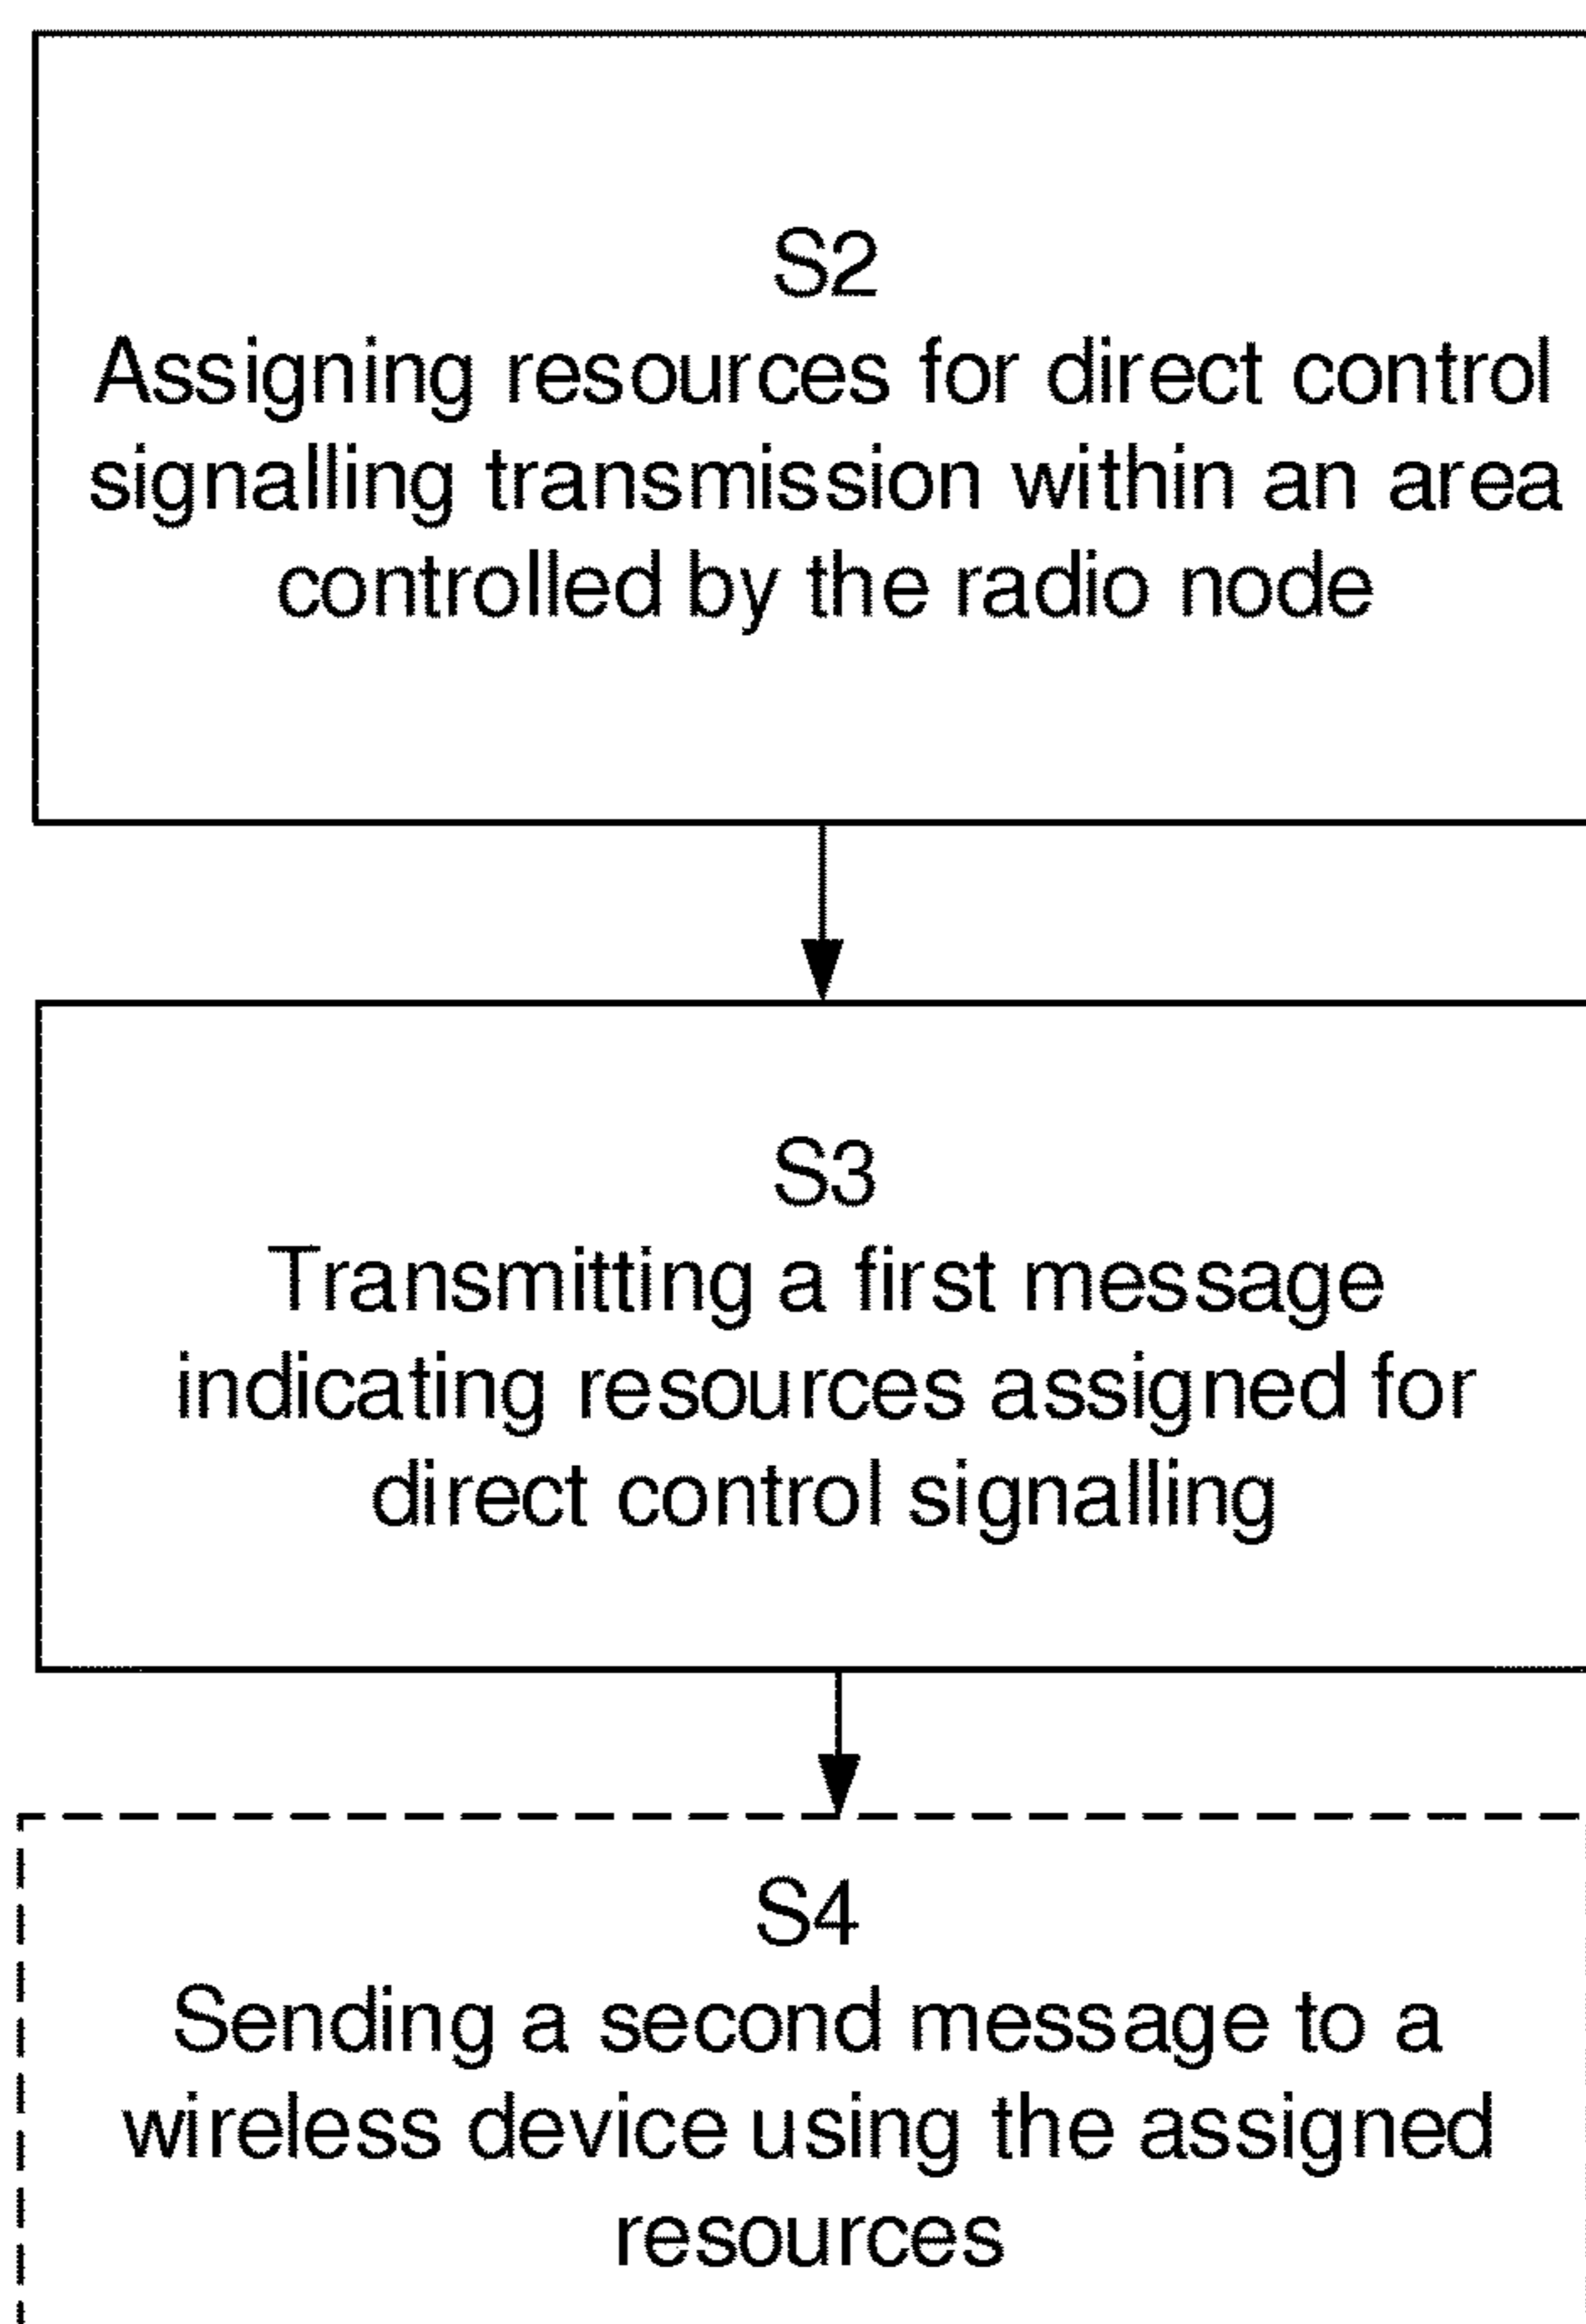 S2
Assigning resources for direct control
signalling transmission within an area
controlled by the radio node
S3
Transmitting a first message
indicating resources assigned for
direct control signalling
S4
Sending a second message to a
wireless device using the assigned
resources